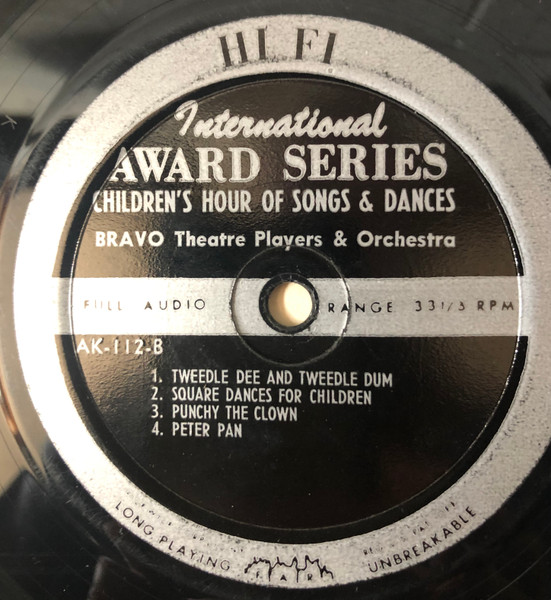 HI FI
International
AWARD SERIES
CHILDREN'S HOUR OF SONGS & DANCES
BRAVO Theatre Players & Orchestra
FULL AUDIO RANGE 33 1/3 RPM
AK-112-B
1. TWEEDLE DEE AND TWEEDLE DUM
2. SQUARE DANCES FOR CHILDREN
3. PUNCHY THE CLOWN
4. PETER PAN
LONG PLAYING UNBREAKABLE